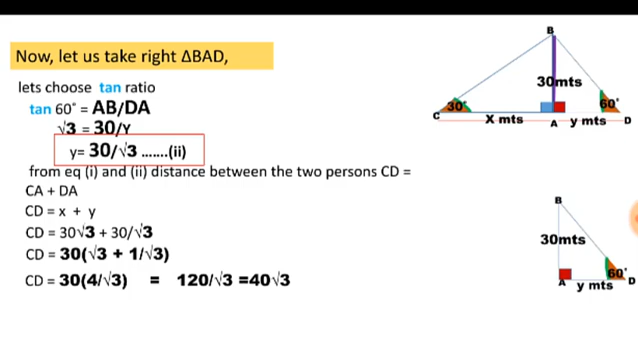 Now, let us take right ΔBAD,
lets choose tan ratio
tan 60° = AB/DA
√3 = 30/Y
y= 30/√3 .......(ii)
from eq (i) and (ii) distance between the two persons CD =
CA + DA
CD = x + y
CD = 30√3 + 30/√3
CD = 30(√3 + 1/√3)
CD = 30(4/√3) = 120/√3 =40√3
B
30mts
30°
60°
C
X mts
A
y mts
D
B
30mts
60°
A
y mts
D